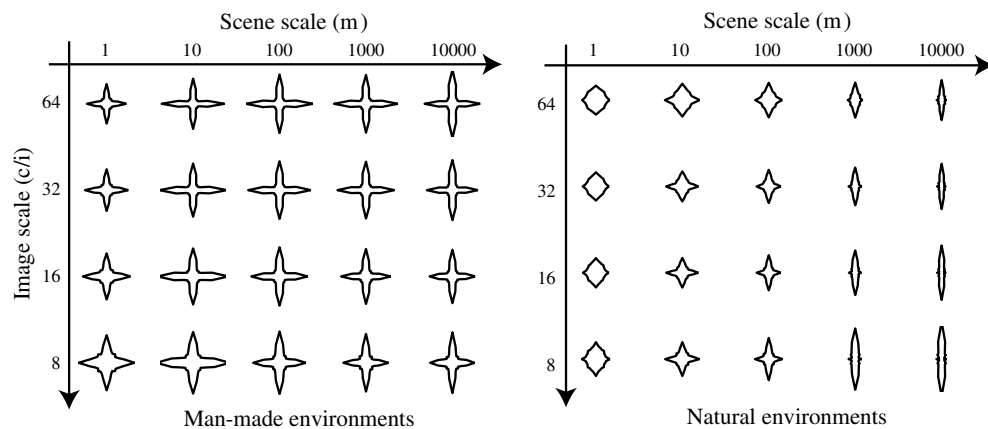 Scene scale (m)
1 10 100 1000 10000
Image scale (c/i)
64
32
16
8
Man-made environments
Scene scale (m)
1 10 100 1000 10000
64
32
16
8
Natural environments